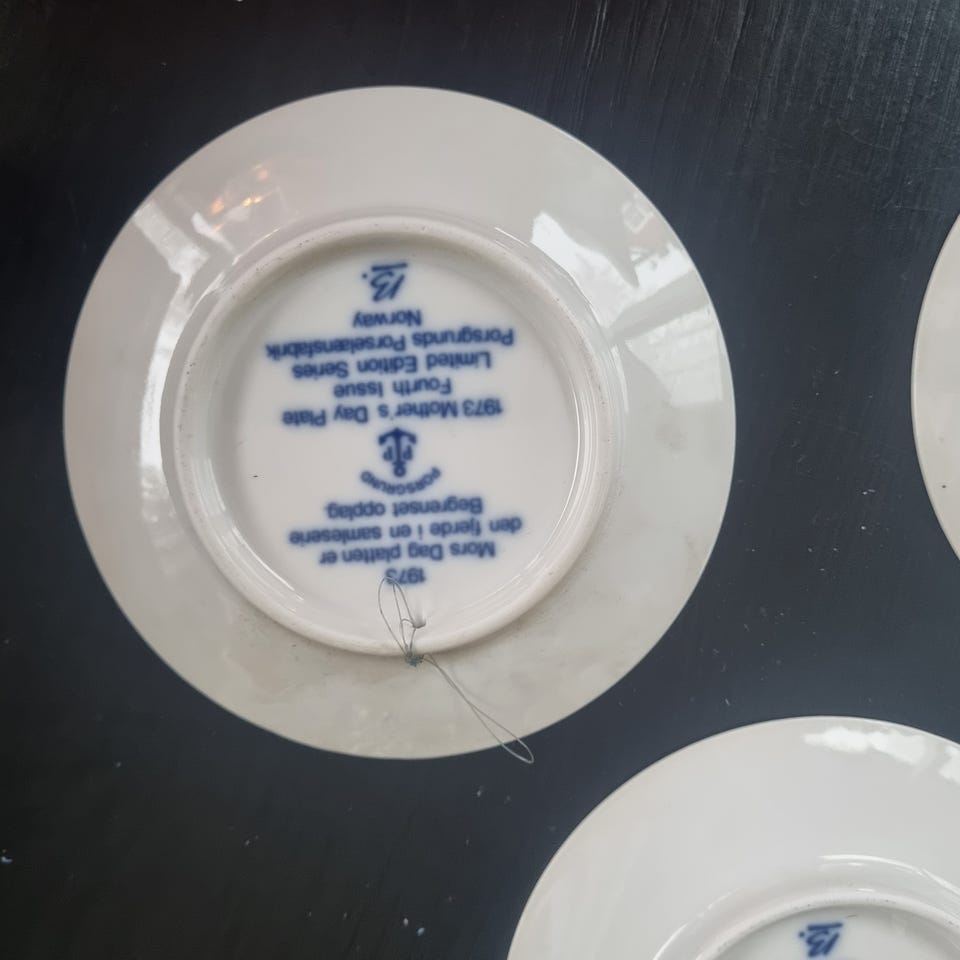 1973
Mors Dag platten er
den fjerde i en samleserie
Begrenset opplag
PORSGRUND
PP
1973 Mother's Day Plate
Fourth Issue
Limited Edition Series
Porsgrunds Porselænsfabrik
Norway